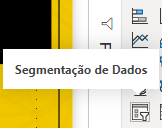 Segmentação de Dados